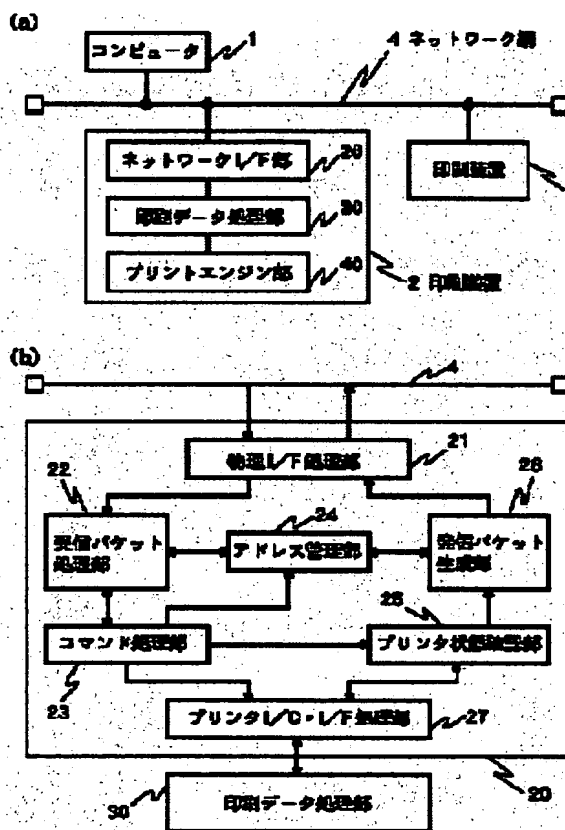 (a)
コンピュータ
1
4 ネットワーク網
ネットワークI/F部
20
印刷データ処理部
30
プリントエンジン部
40
2 印刷装置
印刷装置
(b)
4
物理I/F処理部
21
22
受信パケット
処理部
24
アドレス管理部
26
発信パケット
生成部
25
コマンド処理部
23
プリンタ状態
プリンタI/C・I/F処理部
27
20
30
印刷データ処理部